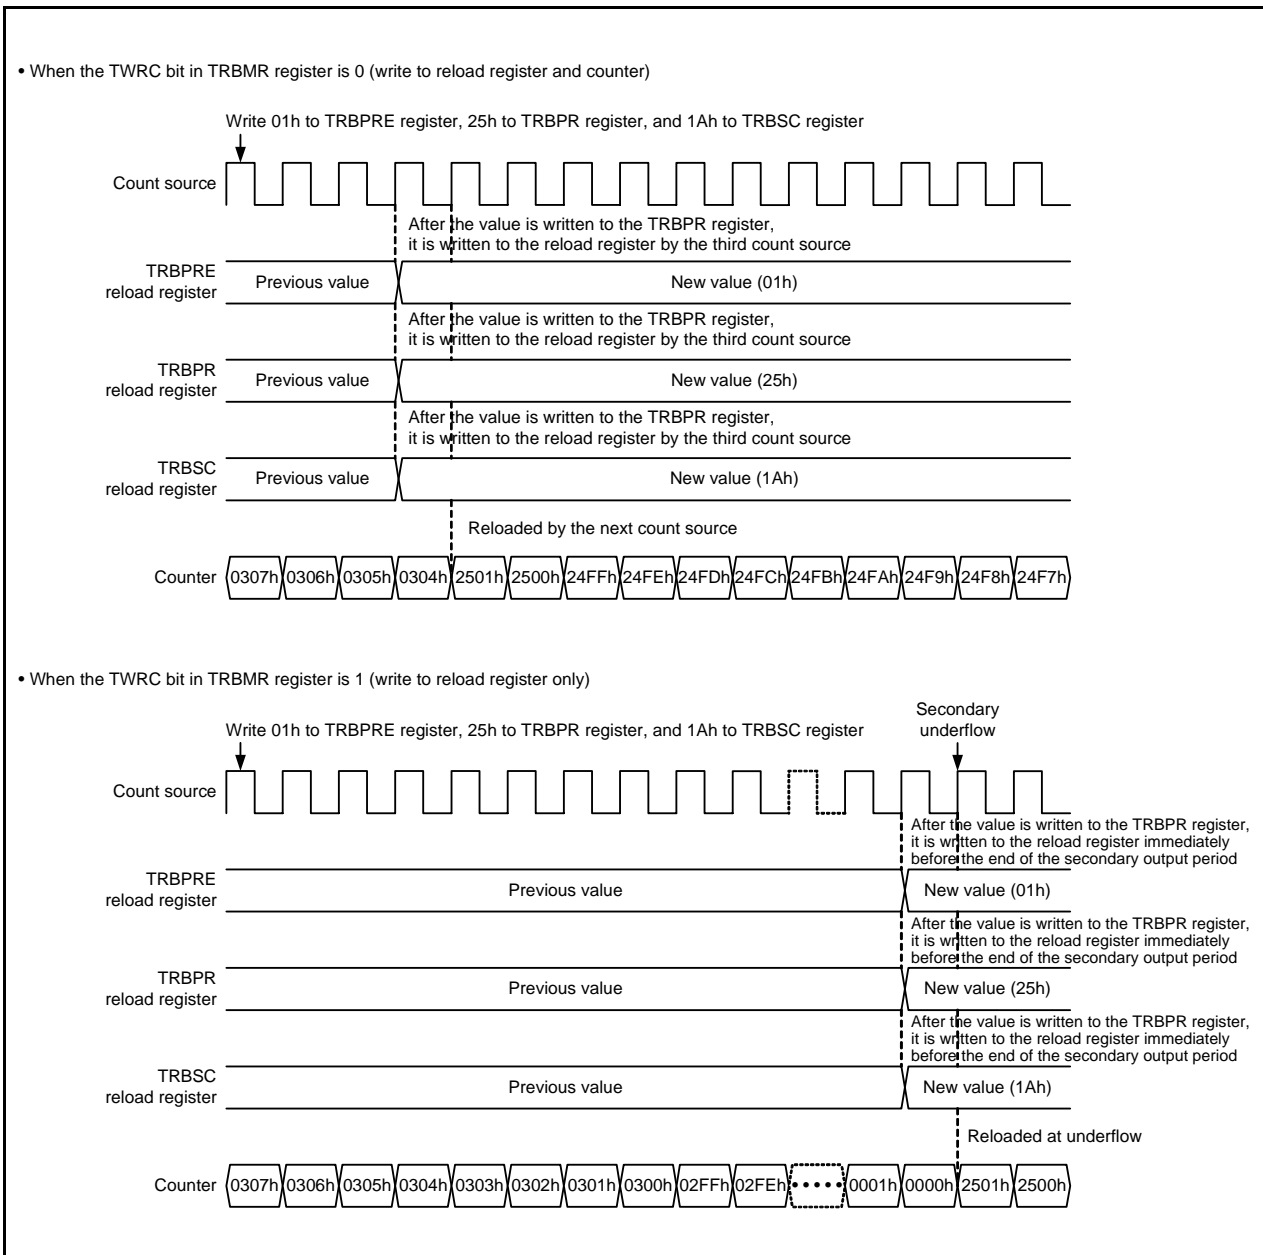 • When the TWRC bit in TRBMR register is 0 (write to reload register and counter)
Write 01h to TRBPRE register, 25h to TRBPR register, and 1Ah to TRBSC register
Count source
After the value is written to the TRBPR register,
it is written to the reload register by the third count source
TRBPRE
reload register
Previous value
New value (01h)
After the value is written to the TRBPR register,
it is written to the reload register by the third count source
TRBPR
reload register
Previous value
New value (25h)
After the value is written to the TRBPR register,
it is written to the reload register by the third count source
TRBSC
reload register
Previous value
New value (1Ah)
Reloaded by the next count source
Counter 0307h 0306h 0305h 0304h 2501h 2500h 24FFh 24FEh 24FDh 24FCh 24FBh 24FAh 24F9h 24F8h 24F7h
• When the TWRC bit in TRBMR register is 1 (write to reload register only)
Write 01h to TRBPRE register, 25h to TRBPR register, and 1Ah to TRBSC register
Secondary
underflow
Count source
After the value is written to the TRBPR register,
it is written to the reload register immediately
before the end of the secondary output period
TRBPRE
reload register
Previous value
New value (01h)
After the value is written to the TRBPR register,
it is written to the reload register immediately
before the end of the secondary output period
TRBPR
reload register
Previous value
New value (25h)
After the value is written to the TRBPR register,
it is written to the reload register immediately
before the end of the secondary output period
TRBSC
reload register
Previous value
New value (1Ah)
Reloaded at underflow
Counter 0307h 0306h 0305h 0304h 0303h 0302h 0301h 0300h 02FFh 02FEh ••••• 0001h 0000h 2501h 2500h